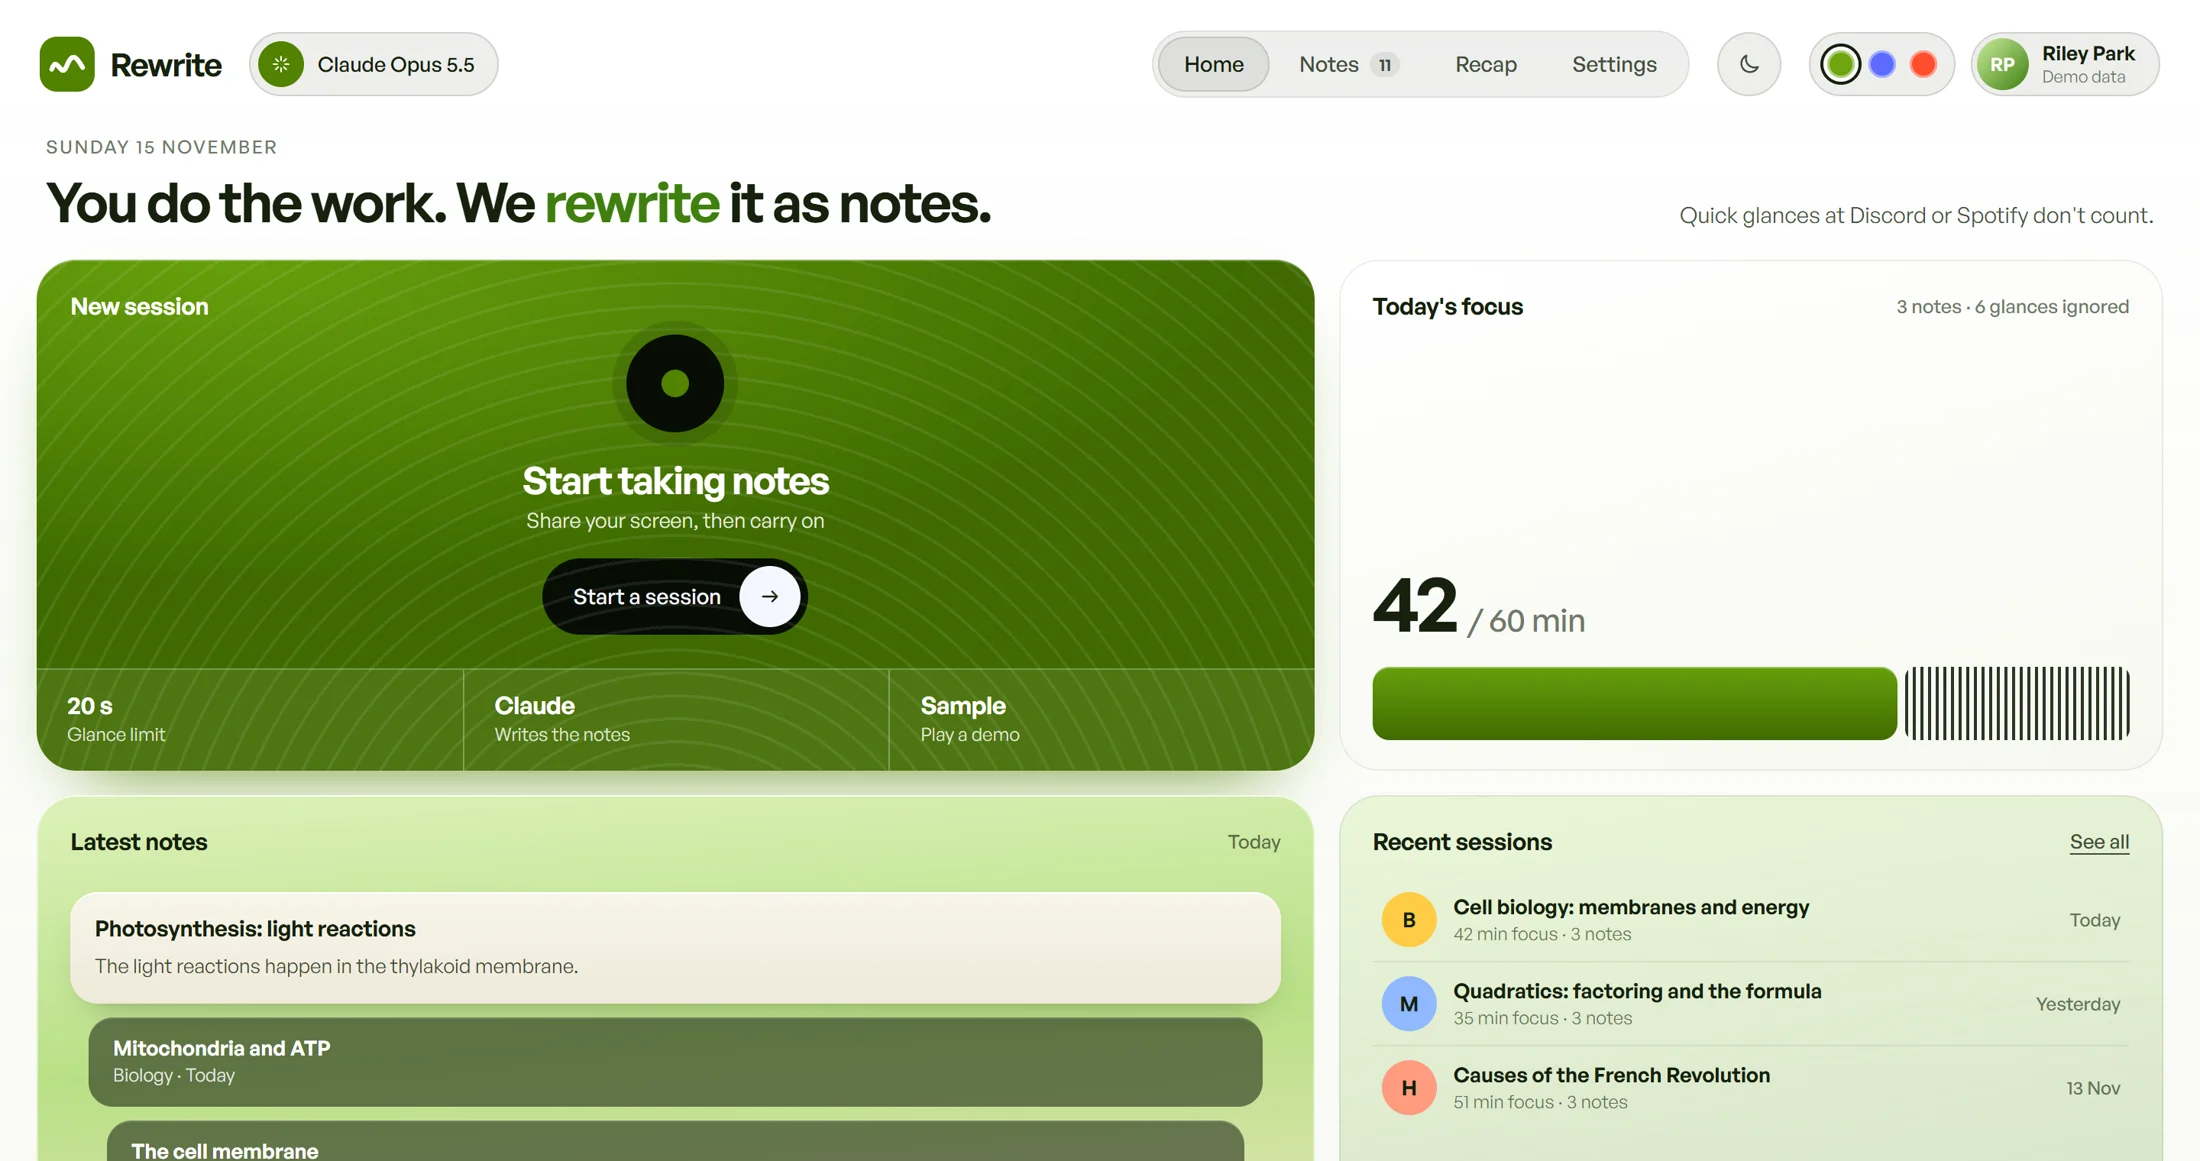 Rewrite
Claude Opus 5.5
Home
Notes 11
Recap
Settings
RP
Riley Park
Demo data
SUNDAY 15 NOVEMBER
You do the work. We rewrite it as notes.
Quick glances at Discord or Spotify don't count.
New session
Start taking notes
Share your screen, then carry on
Start a session
20 s
Glance limit
Claude
Writes the notes
Sample
Play a demo
Today's focus
3 notes · 6 glances ignored
42 / 60 min
Latest notes
Today
Photosynthesis: light reactions
The light reactions happen in the thylakoid membrane.
Mitochondria and ATP
Biology · Today
The cell membrane
Recent sessions
See all
B
Cell biology: membranes and energy
42 min focus · 3 notes
Today
M
Quadratics: factoring and the formula
35 min focus · 3 notes
Yesterday
H
Causes of the French Revolution
51 min focus · 3 notes
13 Nov